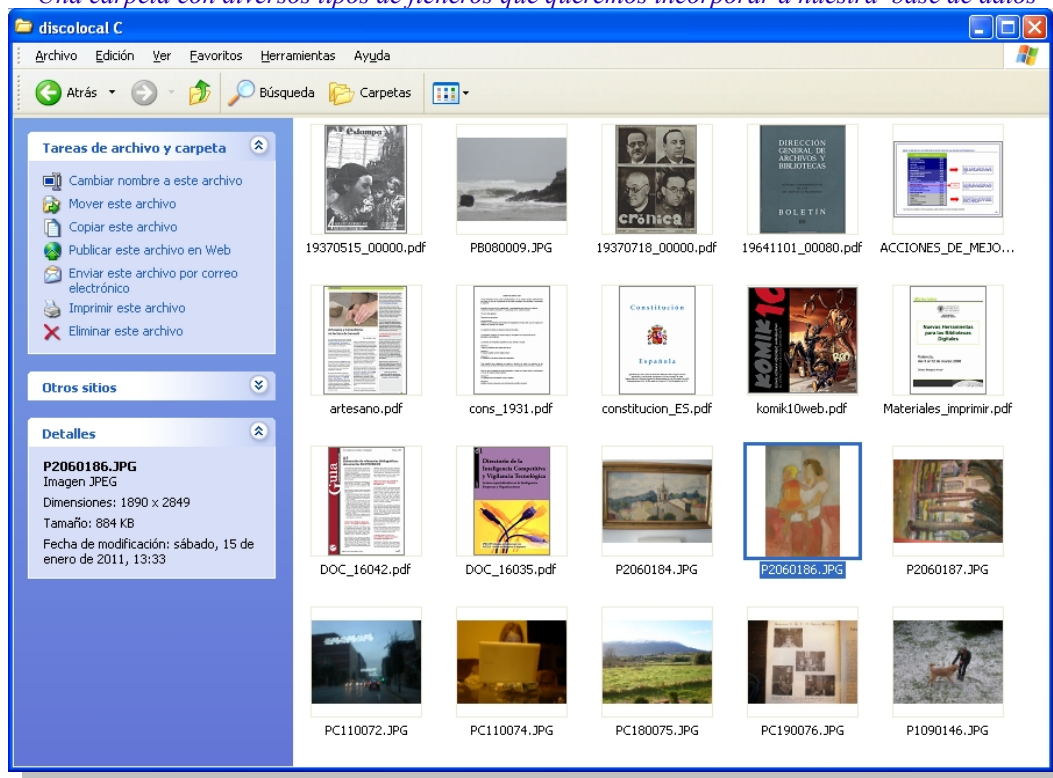 Una carpeta con diversos tipos de ficheros que queremos incorporar a nuestra base de datos
discolocal C
Archivo Edición Ver Favoritos Herramientas Ayuda
Atrás Búsqueda Carpetas
Tareas de archivo y carpeta
Cambiar nombre a este archivo
Mover este archivo
Copiar este archivo
Publicar este archivo en Web
Enviar este archivo por correo
electrónico
Imprimir este archivo
Eliminar este archivo
Otros sitios
Detalles
P2060186.JPG
Imagen JPEG
Dimensiones: 1890 x 2849
Tamaño: 884 KB
Fecha de modificación: sábado, 15 de
enero de 2011, 13:33
estampa
crónica
DIRECCION
GENERAL DE
ARCHIVOS Y
BIBLIOTECAS
BOLETÍN
19370515_00000.pdf PB080009.JPG 19370718_00000.pdf 19641101_00080.pdf ACCIONES_DE_MEJO...
Constitución
Española
KOMIK10
Nuevas Herramientas
para las Bibliotecas
Digitales
artesano.pdf cons_1931.pdf constitucion_ES.pdf komik10web.pdf Materiales_imprimir.pdf
Guía
Directorio de la
Inteligencia Competitiva
y Vigilancia Tecnológica
DOC_16042.pdf DOC_16035.pdf P2060184.JPG P2060186.JPG P2060187.JPG
PC110072.JPG PC110074.JPG PC180075.JPG PC190076.JPG P1090146.JPG